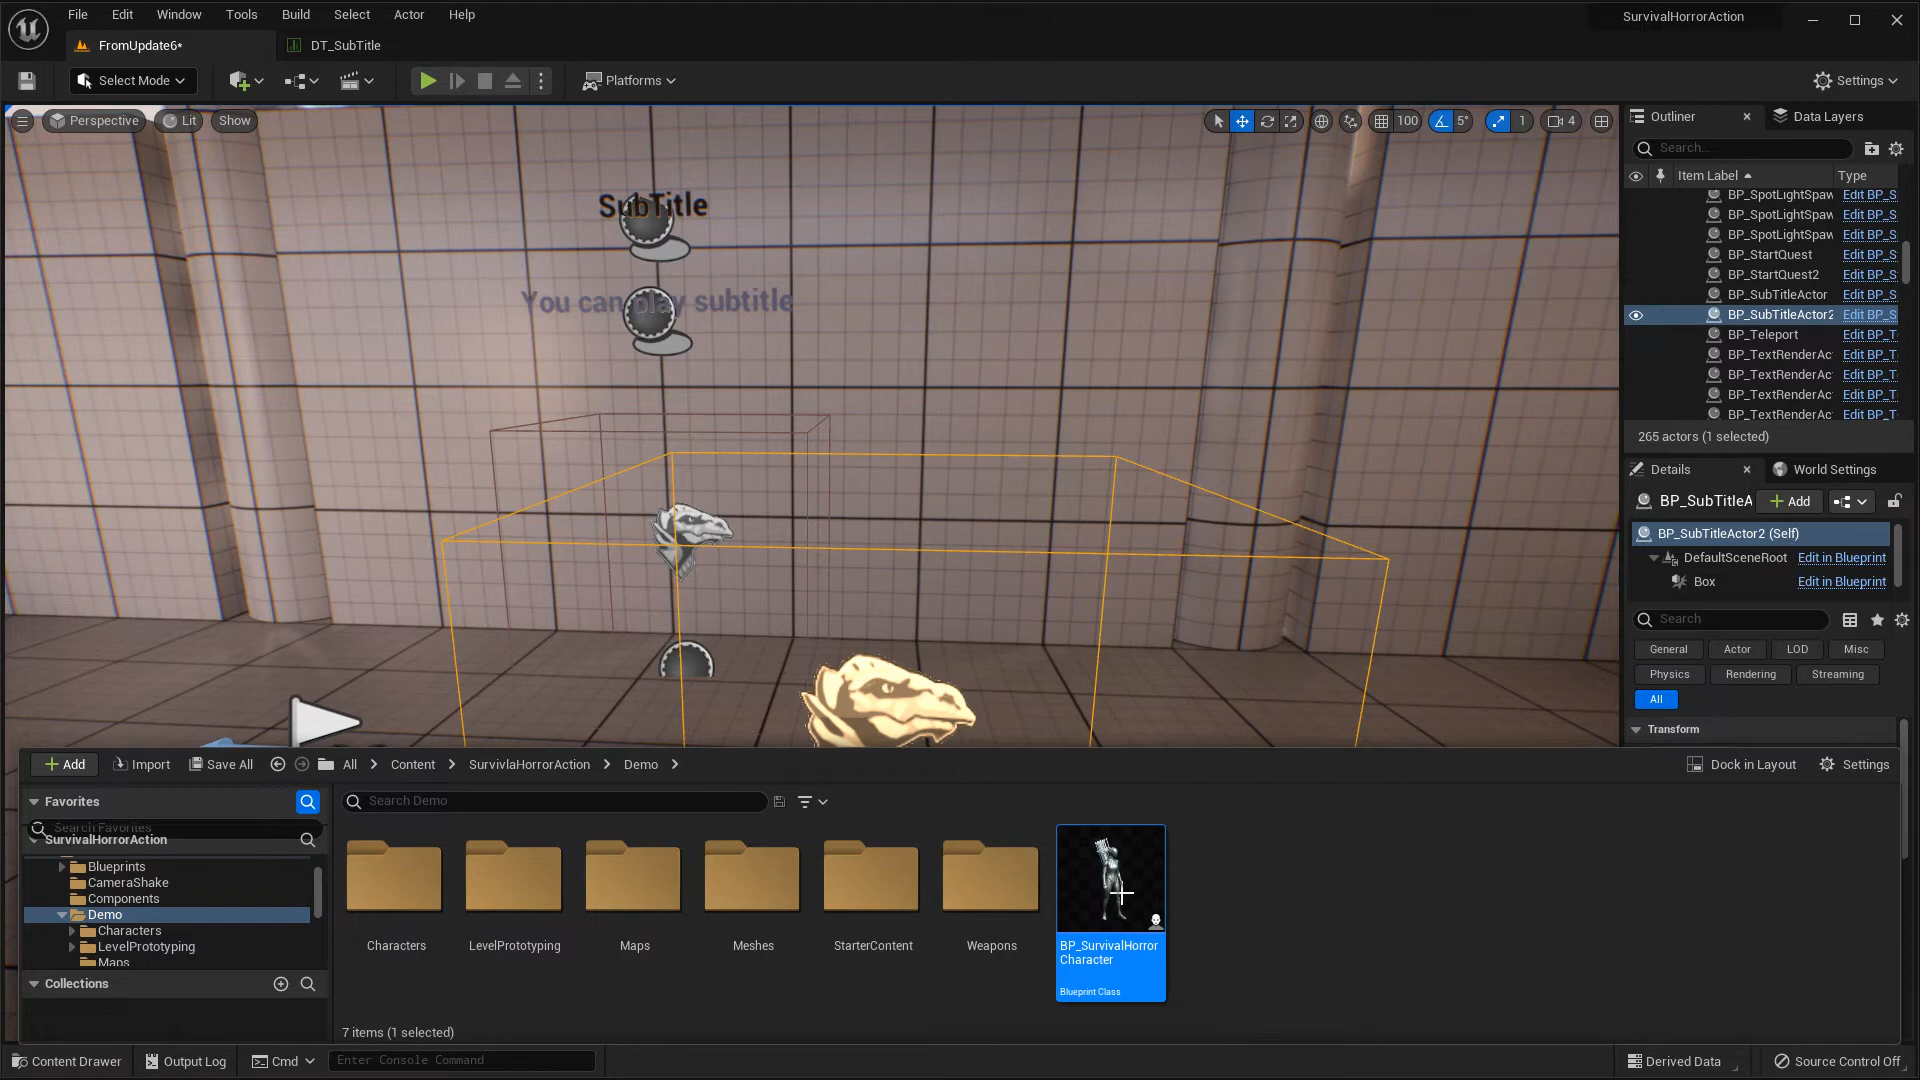 File Edit Window Tools Build Select Actor Help
SurvivalHorrorAction
FromUpdate6*
DT_SubTitle
Select Mode
Platforms
Settings
Perspective
Lit
Show
100
5°
1
4
SubTitle
You can play subtitle
Outliner
Data Layers
Search...
Item Label
Type
BP_SpotLightSpaw Edit BP_S
BP_SpotLightSpaw Edit BP_S
BP_SpotLightSpaw Edit BP_S
BP_StartQuest Edit BP_S
BP_StartQuest2 Edit BP_S
BP_SubTitleActor Edit BP_S
BP_SubTitleActor2 Edit BP_S
BP_Teleport Edit BP_T
BP_TextRenderAc Edit BP_T
BP_TextRenderAc Edit BP_T
BP_TextRenderAc Edit BP_T
BP_TextRenderAc Edit BP_T
265 actors (1 selected)
Details
World Settings
BP_SubTitleA
Add
BP_SubTitleActor2 (Self)
DefaultSceneRoot Edit in Blueprint
Box Edit in Blueprint
Search
General Actor LOD Misc
Physics Rendering Streaming
All
Transform
Add
Import
Save All
All
Content
SurvivlaHorrorAction
Demo
Dock in Layout
Settings
Favorites
Search Favorites
SurvivalHorrorAction
Blueprints
CameraShake
Components
Demo
Characters
LevelPrototyping
Maps
Collections
Search Demo
Characters
LevelPrototyping
Maps
Meshes
StarterContent
Weapons
BP_SurvivalHorror
Character
Blueprint Class
7 items (1 selected)
Content Drawer
Output Log
Cmd
Enter Console Command
Derived Data
Source Control Off